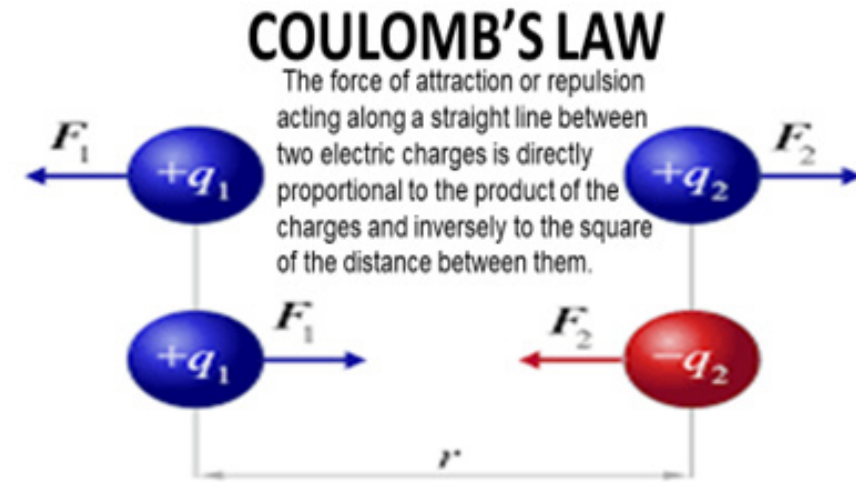 COULOMB'S LAW
The force of attraction or repulsion
acting along a straight line between
two electric charges is directly
proportional to the product of the
charges and inversely to the square
of the distance between them.
F₁
+q₁
+q₂
F₂
+q₁
F₁
F₂
−q₂
r